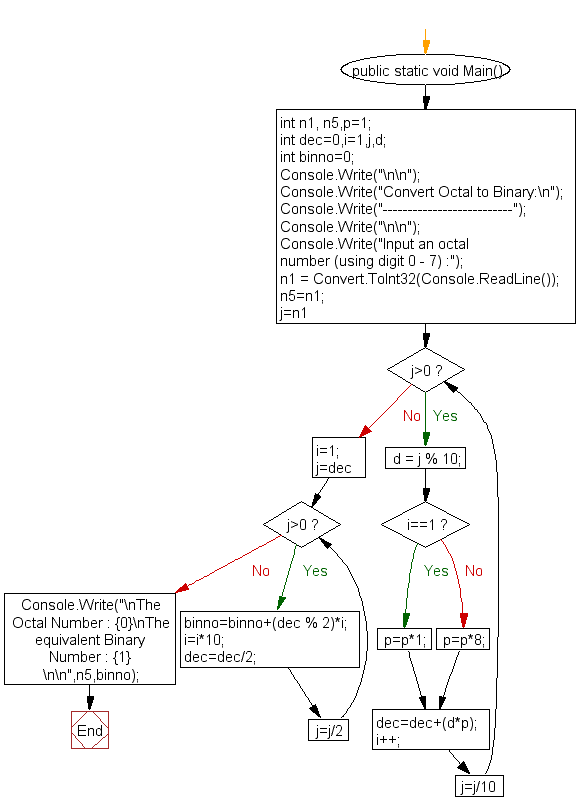 public static void Main()
int n1, n5,p=1;
int dec=0,i=1,j,d;
int binno=0;
Console.Write("\n\n");
Console.Write("Convert Octal to Binary:\n");
Console.Write("--------------------------");
Console.Write("\n\n");
Console.Write("Input an octal
number (using digit 0 - 7) :");
n1 = Convert.ToInt32(Console.ReadLine());
n5=n1;
j=n1
j>0 ?
No
Yes
i=1;
j=dec
d = j % 10;
j>0 ?
i==1 ?
No
Yes
Yes
No
Console.Write("\nThe
Octal Number : {0}\nThe
equivalent Binary
Number : {1}
\n\n",n5,binno);
binno=binno+(dec % 2)*i;
i=i*10;
dec=dec/2;
p=p*1;
p=p*8;
End
j=j/2
dec=dec+(d*p);
i++;
j=j/10